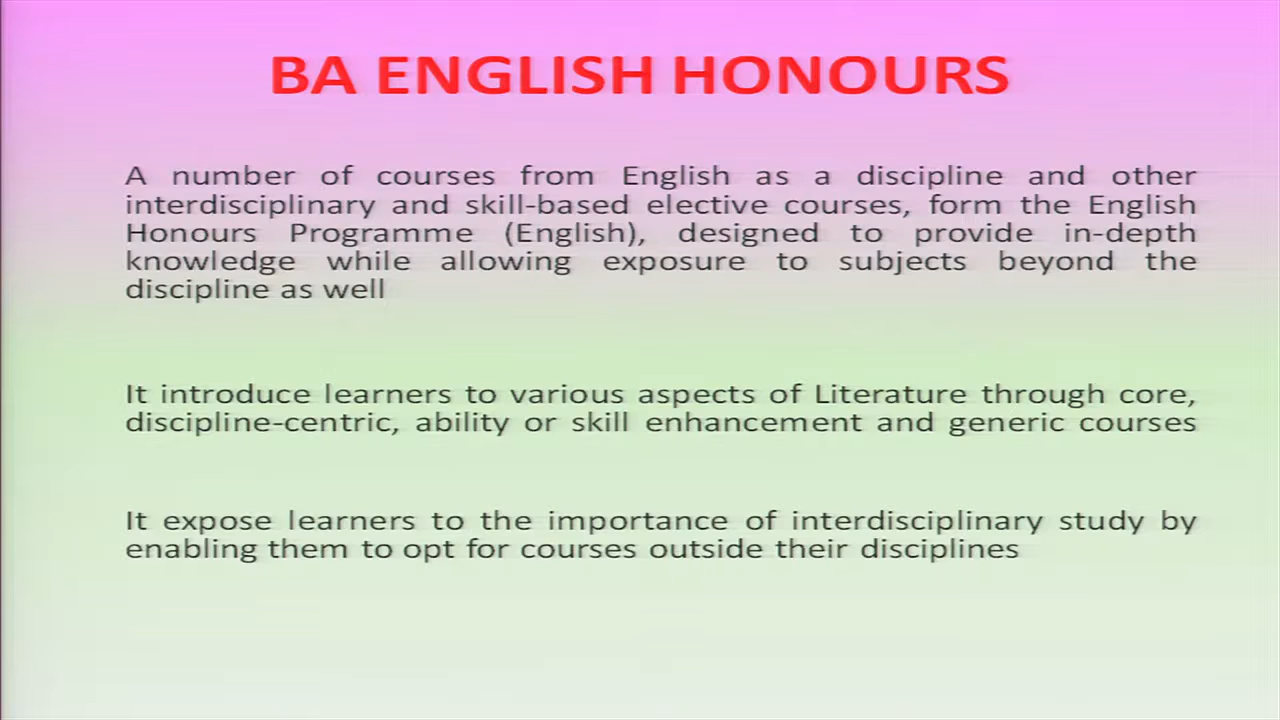 BA ENGLISH HONOURS
A number of courses from English as a discipline and other
interdisciplinary and skill-based elective courses, form the English
Honours Programme (English), designed to provide in-depth
knowledge while allowing exposure to subjects beyond the
discipline as well
It introduce learners to various aspects of Literature through core,
discipline-centric, ability or skill enhancement and generic courses
It expose learners to the importance of interdisciplinary study by
enabling them to opt for courses outside their disciplines